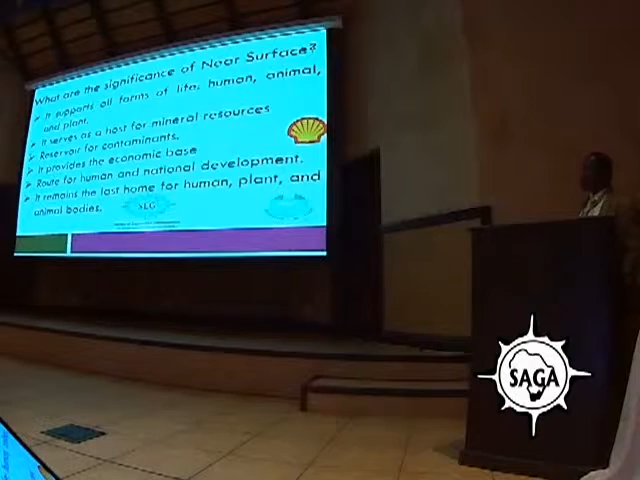 What are the significance of Near Surface?
It supports all forms of life: human, animal,
and plant.
It serves as a host for mineral resources
Reservoir for contaminants.
It provides the economic base
Route for human and national development.
It remains the last home for human, plant, and
animal bodies.
SEG
SAGA